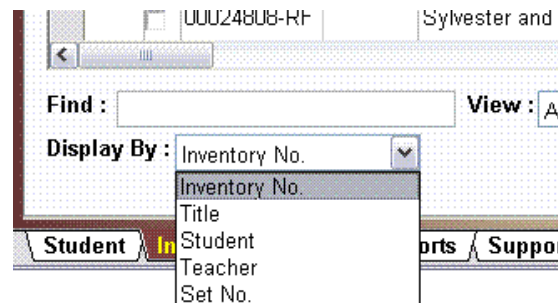 00024808-RF Sylvester and
Find : View : A
Display By : Inventory No.
Inventory No.
Title
Student
Teacher
Set No.
Student In orts Suppo